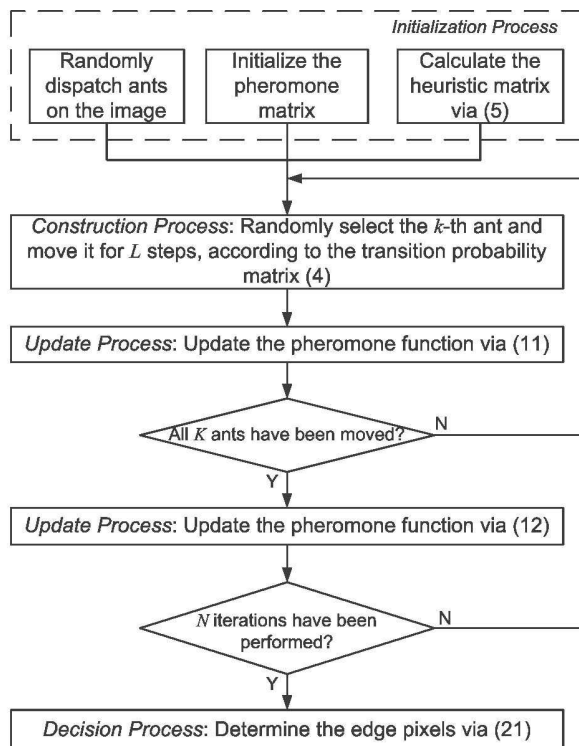 Initialization Process
Randomly
dispatch ants
on the image
Initialize the
pheromone
matrix
Calculate the
heuristic matrix
via (5)
Construction Process: Randomly select the k-th ant and
move it for L steps, according to the transition probability
matrix (4)
Update Process: Update the pheromone function via (11)
All K ants have been moved?
N
Y
Update Process: Update the pheromone function via (12)
N iterations have been
performed?
N
Y
Decision Process: Determine the edge pixels via (21)